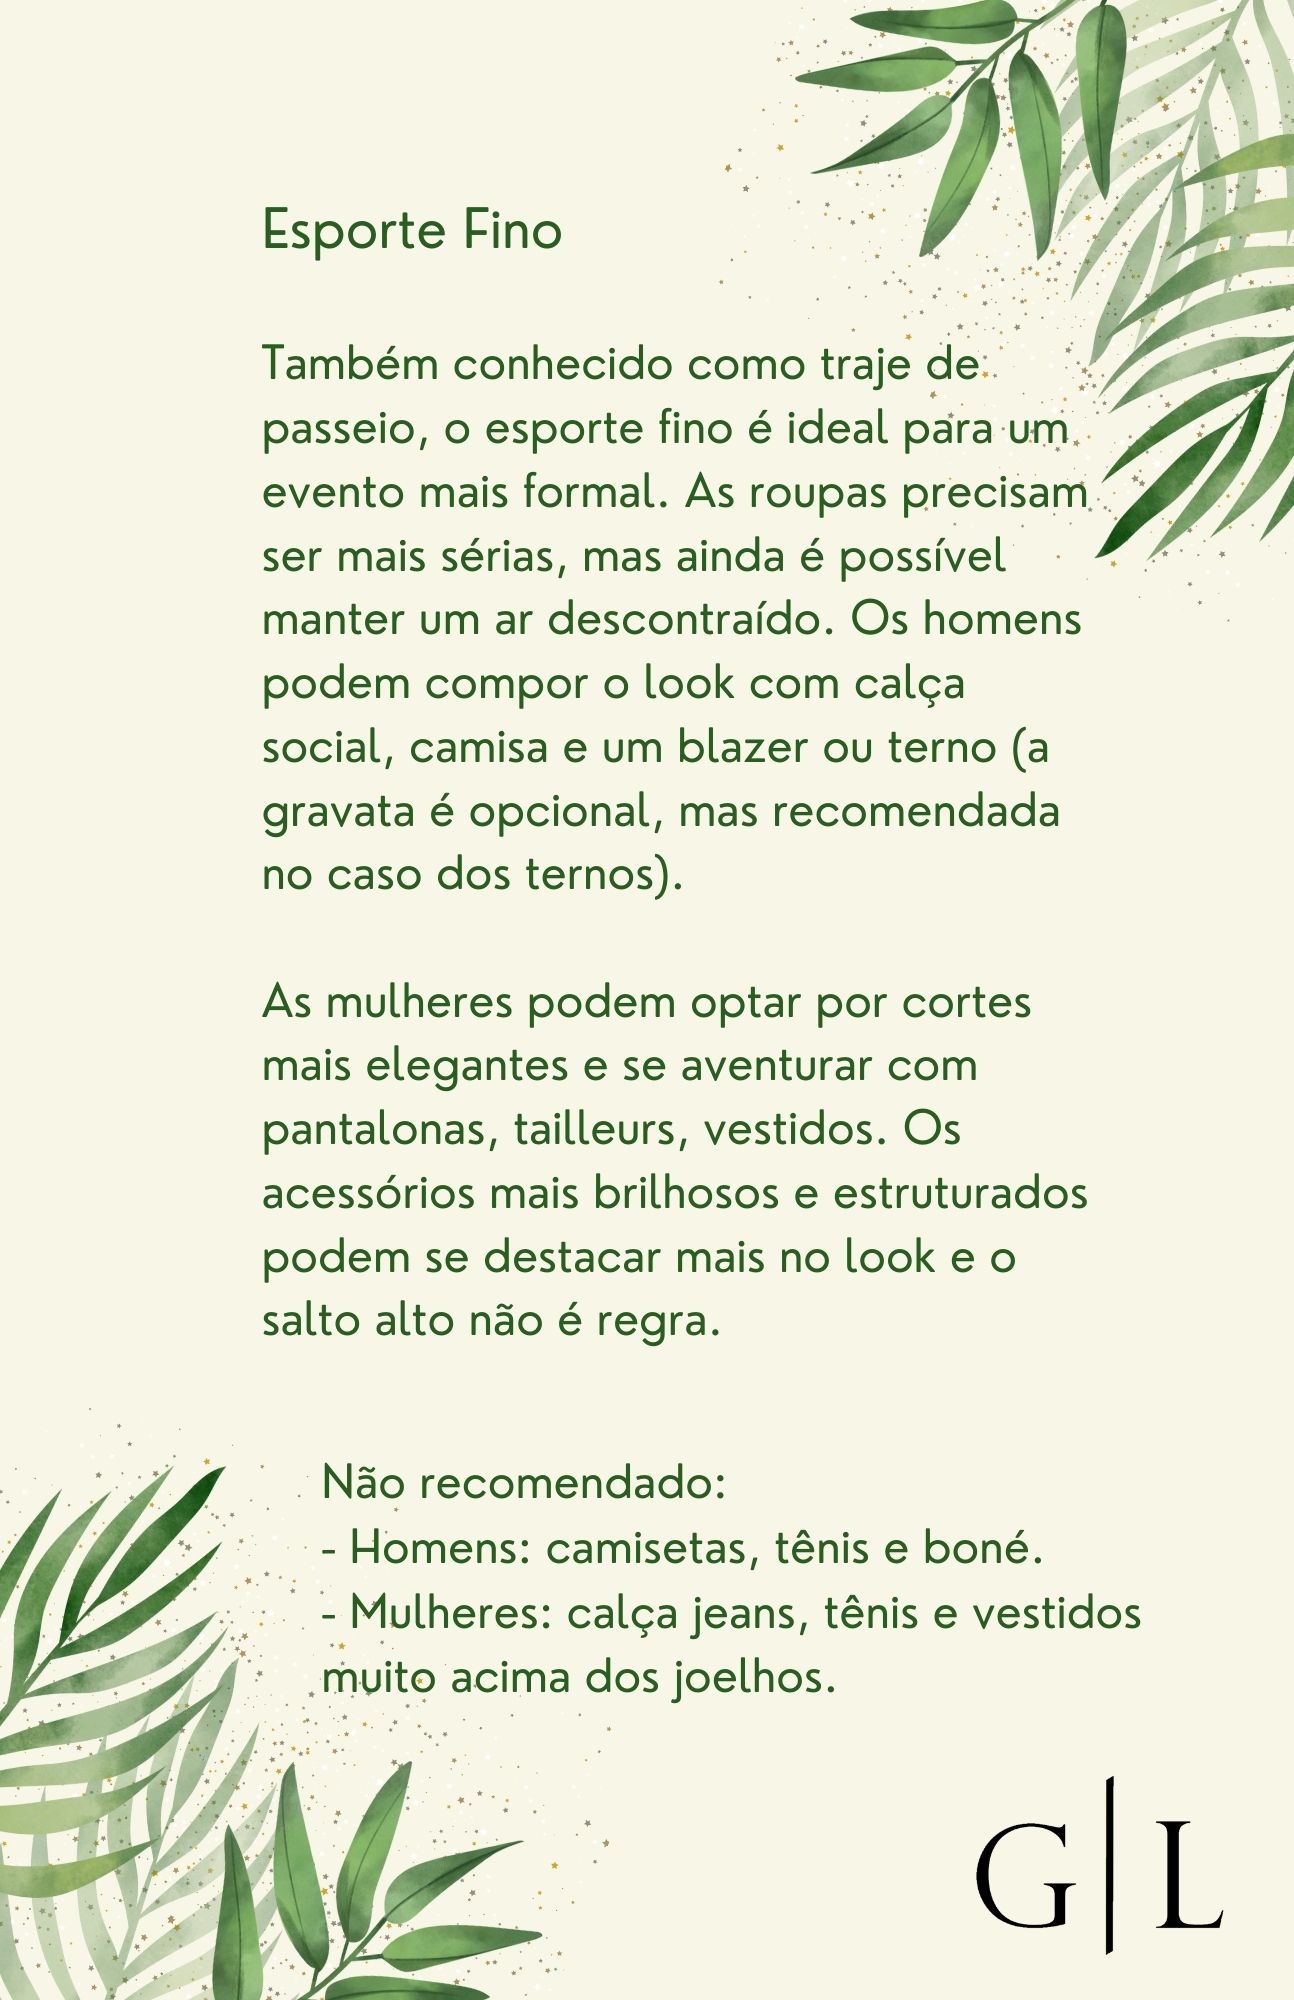 Esporte Fino
Também conhecido como traje de
passeio, o esporte fino é ideal para um
evento mais formal. As roupas precisam
ser mais sérias, mas ainda é possível
manter um ar descontraído. Os homens
podem compor o look com calça
social, camisa e um blazer ou terno (a
gravata é opcional, mas recomendada
no caso dos ternos).
As mulheres podem optar por cortes
mais elegantes e se aventurar com
pantalonas, tailleurs, vestidos. Os
acessórios mais brilhosos e estruturados
podem se destacar mais no look e o
salto alto não é regra.
Não recomendado:
- Homens: camisetas, tênis e boné.
- Mulheres: calça jeans, tênis e vestidos
muito acima dos joelhos.
G|L